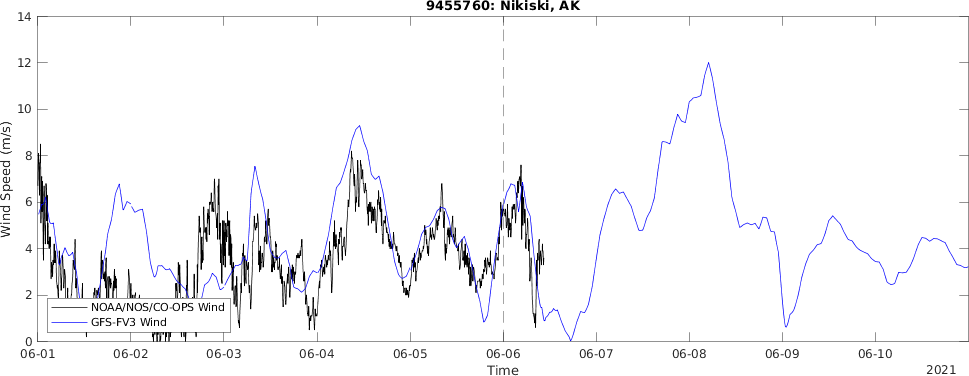 9455760: Nikiski, AK
14
12
10
8
6
4
2
0
Wind Speed (m/s)
NOAA/NOS/CO-OPS Wind
GFS-FV3 Wind
06-01 06-02 06-03 06-04 06-05 06-06 06-07 06-08 06-09 06-10
Time
2021